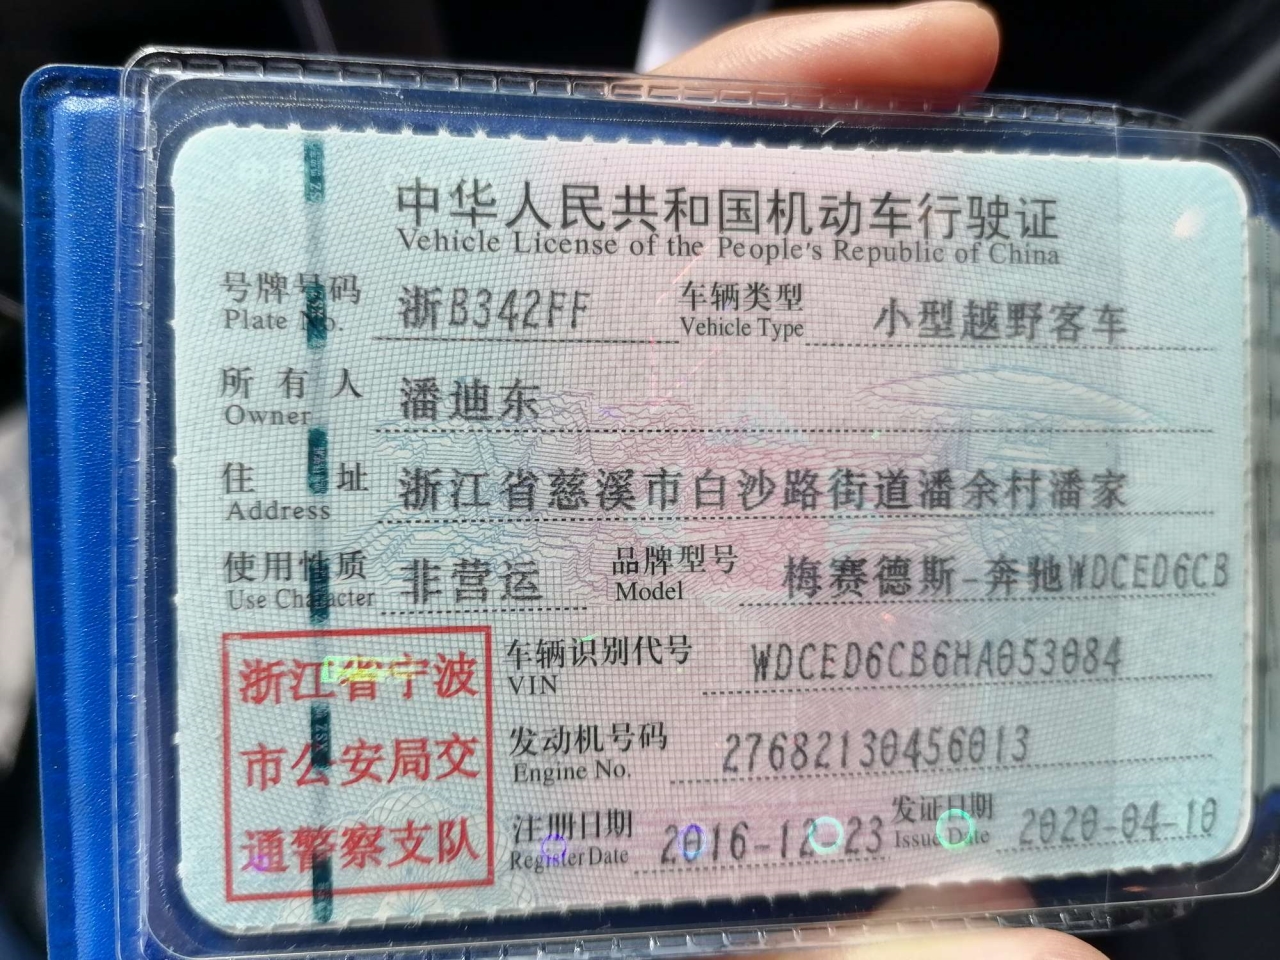 中华人民共和国机动车行驶证
Vehicle License of the People's Republic of China
号牌号码 浙B342FF 车辆类型 小型越野客车
Plate No. Vehicle Type
所有人 潘迪东
Owner
住址 浙江省慈溪市白沙路街道潘余村潘家
Address
使用性质 非营运 品牌型号 梅赛德斯-奔驰WDCED6CB
Use Character Model
浙江省宁波
市公安局交
通警察支队
车辆识别代号 WDCED6CB6HA053084
VIN
发动机号码 27682130456013
Engine No.
注册日期 2016-12-23 发证日期 2020-04-10
Register Date Issue Date